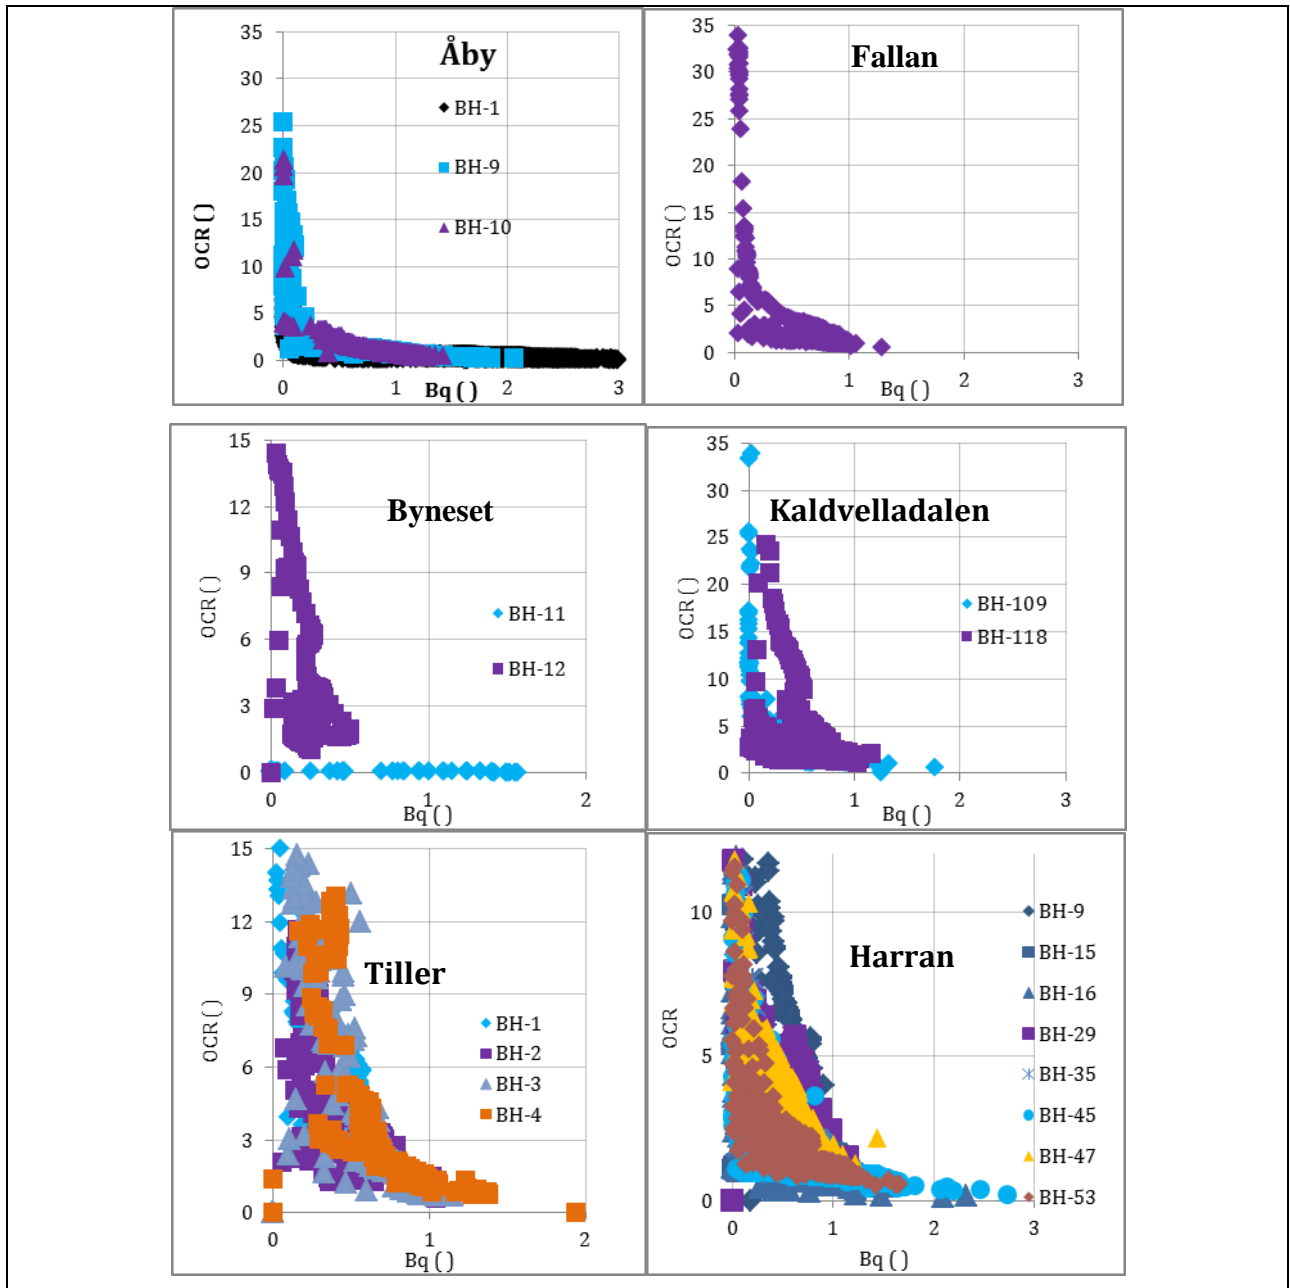 Åby
35
30
25
20
15
10
5
0
OCR ( )
0 1 2 3
Bq ( )
BH-1
BH-9
BH-10
Fallan
35
30
25
20
15
10
5
0
OCR ( )
0 1 2 3
Bq ( )
Byneset
15
12
9
6
3
0
OCR ( )
0 1 2
Bq ( )
BH-11
BH-12
Kaldvelladalen
35
30
25
20
15
10
5
0
OCR ( )
0 1 2 3
Bq ( )
BH-109
BH-118
Tiller
15
12
9
6
3
0
OCR ( )
0 1 2
Bq ( )
BH-1
BH-2
BH-3
BH-4
Harran
10
5
0
OCR
0 1 2 3
Bq ( )
BH-9
BH-15
BH-16
BH-29
BH-35
BH-45
BH-47
BH-53